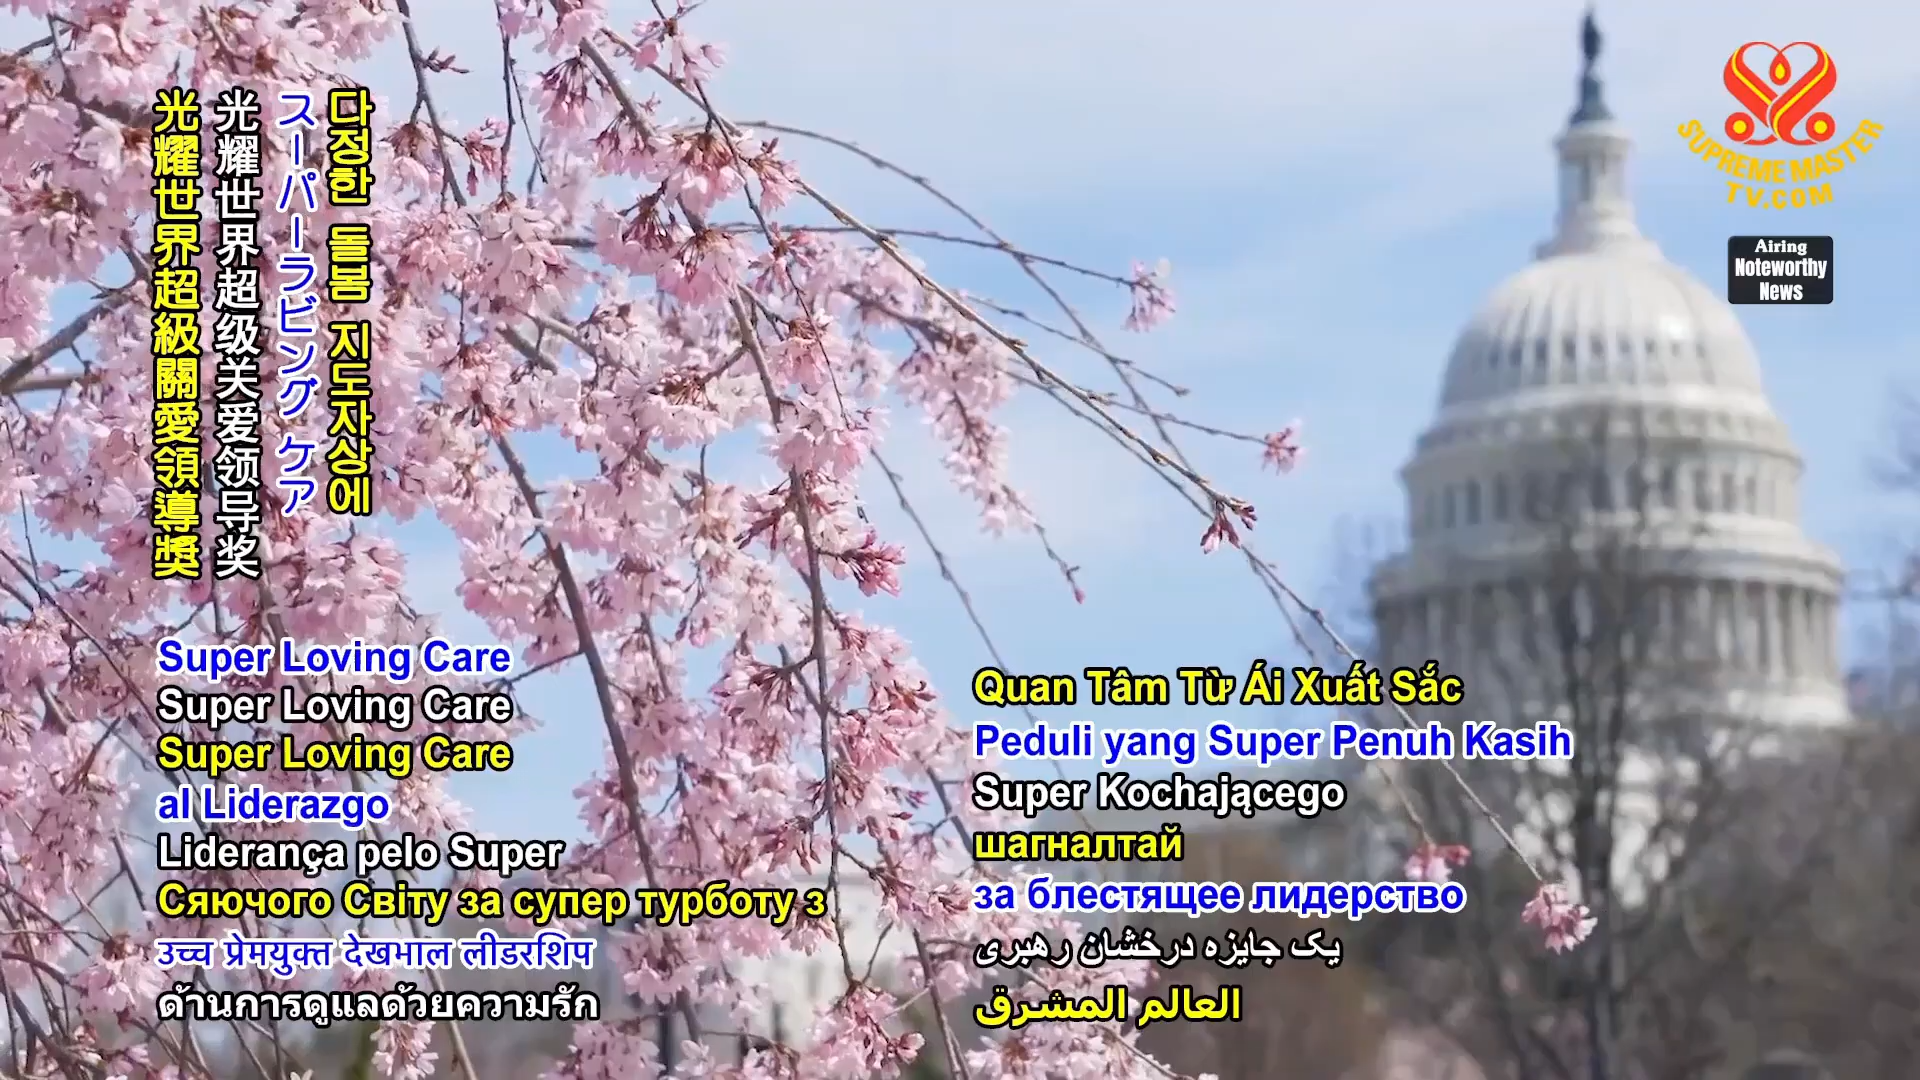 光耀世界超級關愛領導獎
光耀世界超级关爱领导奖
スーパーラビング ケア
다정한 돌봄 지도자상에
Super Loving Care
Super Loving Care
Super Loving Care
al Liderazgo
Liderança pelo Super
Сяючого Світу за супер турботу з
उच्च प्रेमयुक्त देखभाल लीडरशिप
ด้านการดูแลด้วยความรัก
Quan Tâm Từ Ái Xuất Sắc
Peduli yang Super Penuh Kasih
Super Kochającego
шагналтай
за блестящее лидерство
یک جایزه درخشان رهبری
العالم المشرق
SUPREME MASTER
TV.COM
Airing
Noteworthy
News